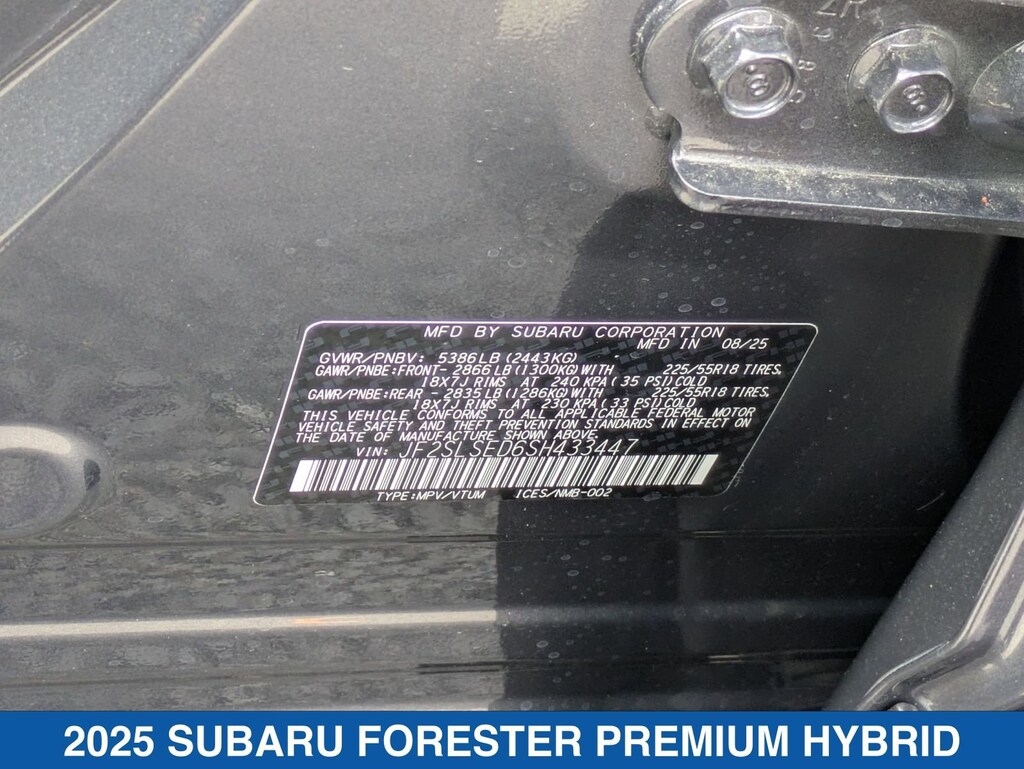 MFD BY SUBARU CORPORATION
MFD IN 08/25
GVWR/PNBV: 5386LB(2443KG)
GAWR/PNBE:FRONT- 2866LB(1300KG)WITH 225/55R18 TIRES.
18X7J RIMS AT 240 KPA(35 PSI)COLD
GAWR/PNBE:REAR - 2835LB(1286KG)WITH 225/55R18 TIRES.
18X7J RIMS AT 230 KPA(33 PSI)COLD
THIS VEHICLE CONFORMS TO ALL APPLICABLE FEDERAL MOTOR
VEHICLE SAFETY AND THEFT PREVENTION STANDARDS IN EFFECT ON
THE DATE OF MANUFACTURE SHOWN ABOVE.
VIN: JF2SLSED6SH433447
TYPE:MPV/VTUM ICES/NMB-002
2025 SUBARU FORESTER PREMIUM HYBRID